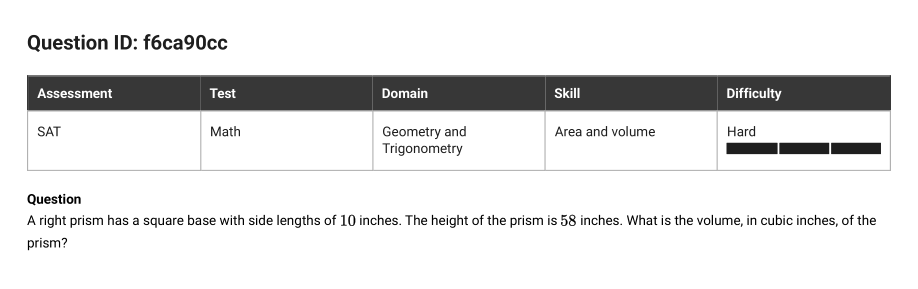 Question ID: f6ca90cc
Assessment Test Domain Skill Difficulty
SAT Math Geometry and Trigonometry Area and volume Hard
Question
A right prism has a square base with side lengths of 10 inches. The height of the prism is 58 inches. What is the volume, in cubic inches, of the
prism?